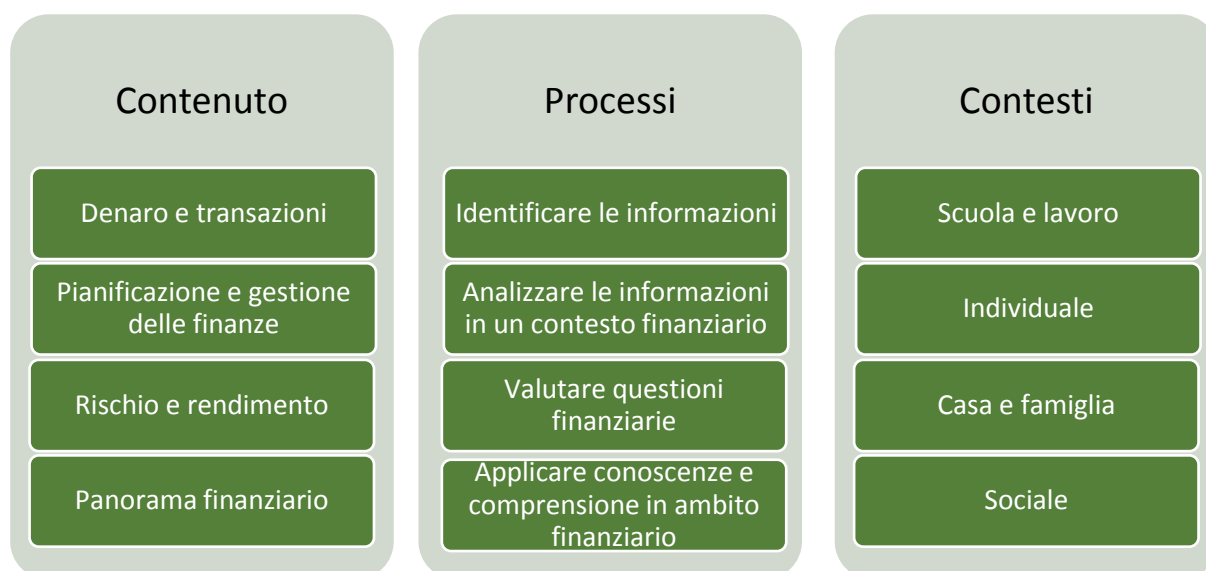 Contenuto
Denaro e transazioni
Pianificazione e gestione
delle finanze
Rischio e rendimento
Panorama finanziario
Processi
Identificare le informazioni
Analizzare le informazioni
in un contesto finanziario
Valutare questioni
finanziarie
Applicare conoscenze e
comprensione in ambito
finanziario
Contesti
Scuola e lavoro
Individuale
Casa e famiglia
Sociale